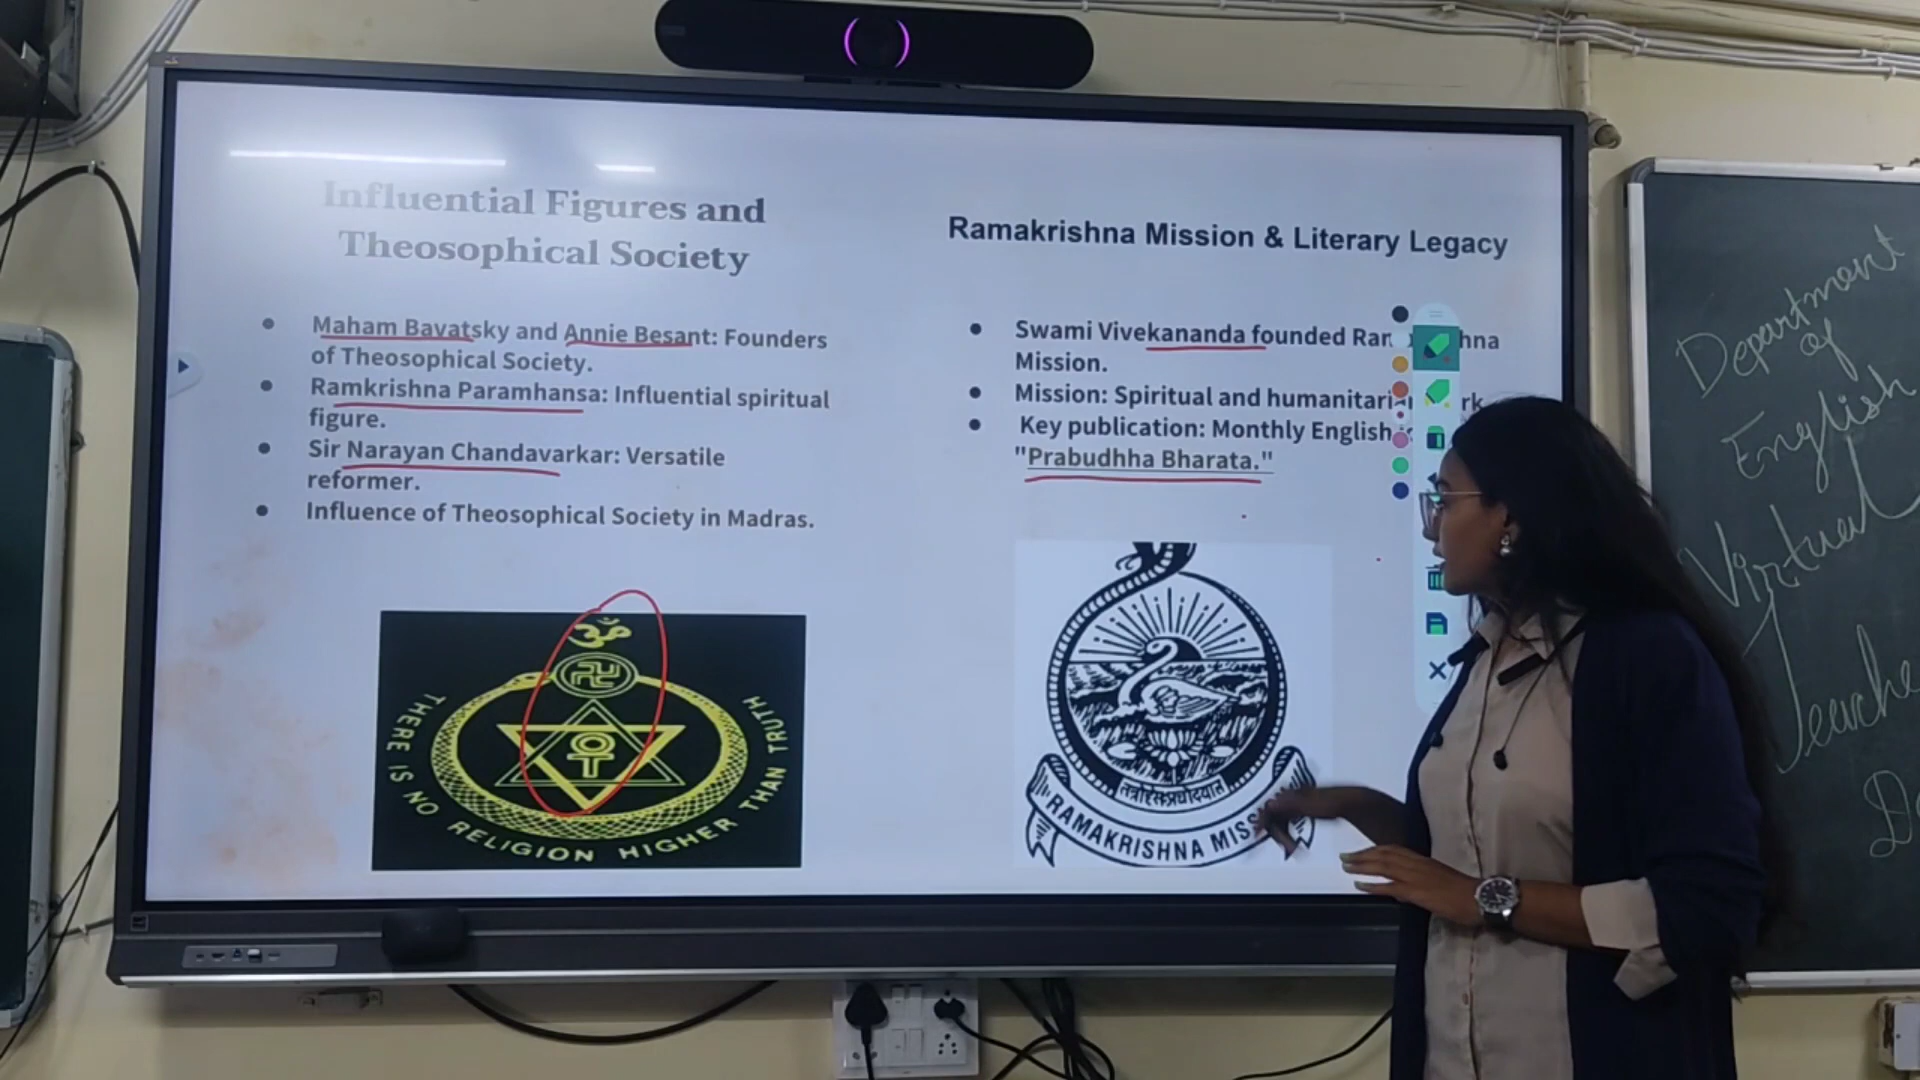 Influential Figures and
Theosophical Society
Maham Bavatsky and Annie Besant: Founders
of Theosophical Society.
Ramkrishna Paramhansa: Influential spiritual
figure.
Sir Narayan Chandavarkar: Versatile
reformer.
Influence of Theosophical Society in Madras.
THERE IS NO RELIGION HIGHER THAN TRUTH
Ramakrishna Mission & Literary Legacy
Swami Vivekananda founded
Mission.
Mission: Spiritual and
Key publication: Monthly English
"Prabudhha Bharata."
RAMAKRISHNA
Department
of
English
Virtual